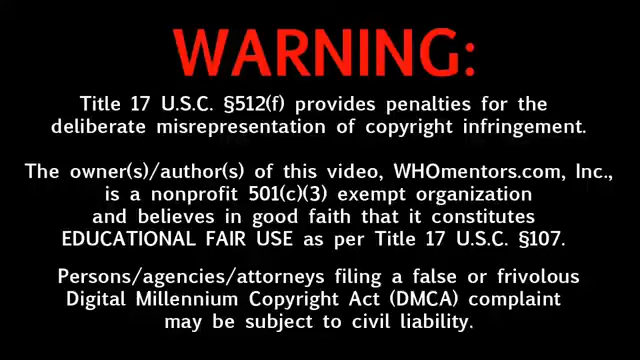 WARNING:
Title 17 U.S.C. §512(f) provides penalties for the
deliberate misrepresentation of copyright infringement.
The owner(s)/author(s) of this video, WHOmentors.com, Inc.,
is a nonprofit 501(c)(3) exempt organization
and believes in good faith that it constitutes
EDUCATIONAL FAIR USE as per Title 17 U.S.C. §107.
Persons/agencies/attorneys filing a false or frivolous
Digital Millennium Copyright Act (DMCA) complaint
may be subject to civil liability.